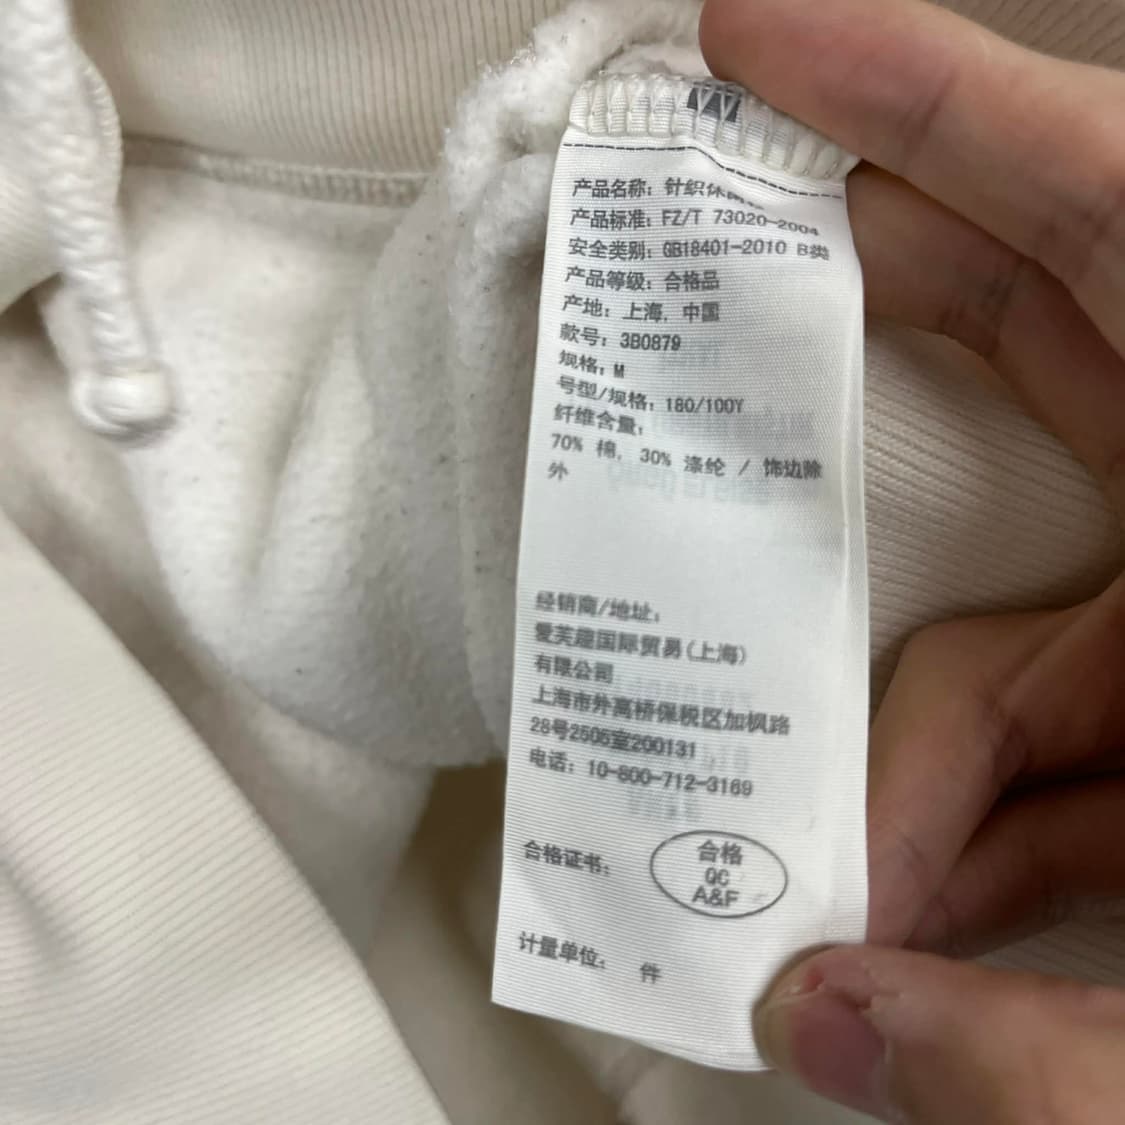 产品名称: 针织休闲
产品标准: FZ/T 73020-2004
安全类别: GB18401-2010 B类
产品等级: 合格品
产地: 上海, 中国
款号: 3B0879
规格: M
号型/规格: 180/100Y
纤维含量:
70% 棉, 30% 涤纶 / 饰边除
外
经销商/地址:
爱芙趣国际贸易(上海)
有限公司
上海市外高桥保税区加枫路
28号2505室200131
电话: 10-800-712-3169
合格证书:
合格
QC
A&F
计量单位: 件